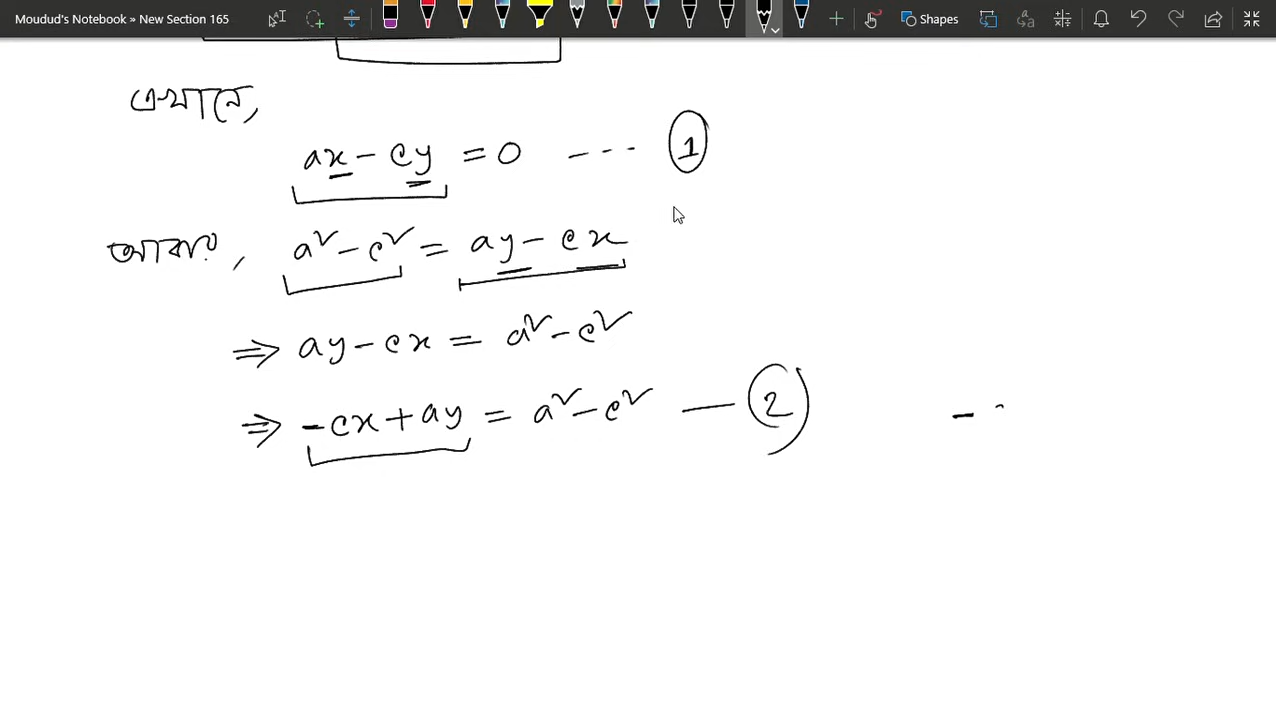 Moudud's Notebook » New Section 165
Shapes
এখানে,
ax - cy = 0 --- 1
আবার, a² - c² = ay - cx
⇒ ay - cx = a² - c²
⇒ -cx + ay = a² - c² — 2